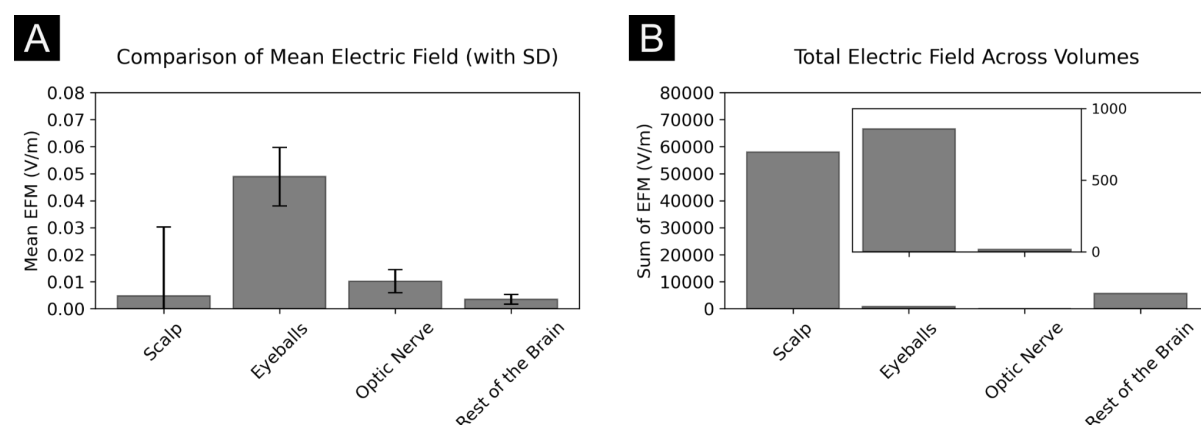 A
Comparison of Mean Electric Field (with SD)
Mean EFM (V/m)
0.08
0.07
0.06
0.05
0.04
0.03
0.02
0.01
0.00
Scalp
Eyeballs
Optic Nerve
Rest of the Brain
B
Total Electric Field Across Volumes
Sum of EFM (V/m)
80000
70000
60000
50000
40000
30000
20000
10000
0
1000
500
0
Scalp
Eyeballs
Optic Nerve
Rest of the Brain